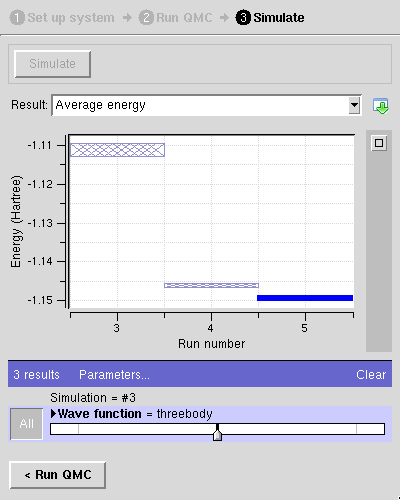 1 Set up system → 2 Run QMC → 3 Simulate
Simulate
Result: Average energy
Energy (Hartree)
-1.11
-1.12
-1.13
-1.14
-1.15
3 4 5
Run number
3 results Parameters... Clear
Simulation = #3
All
Wave function = threebody
< Run QMC